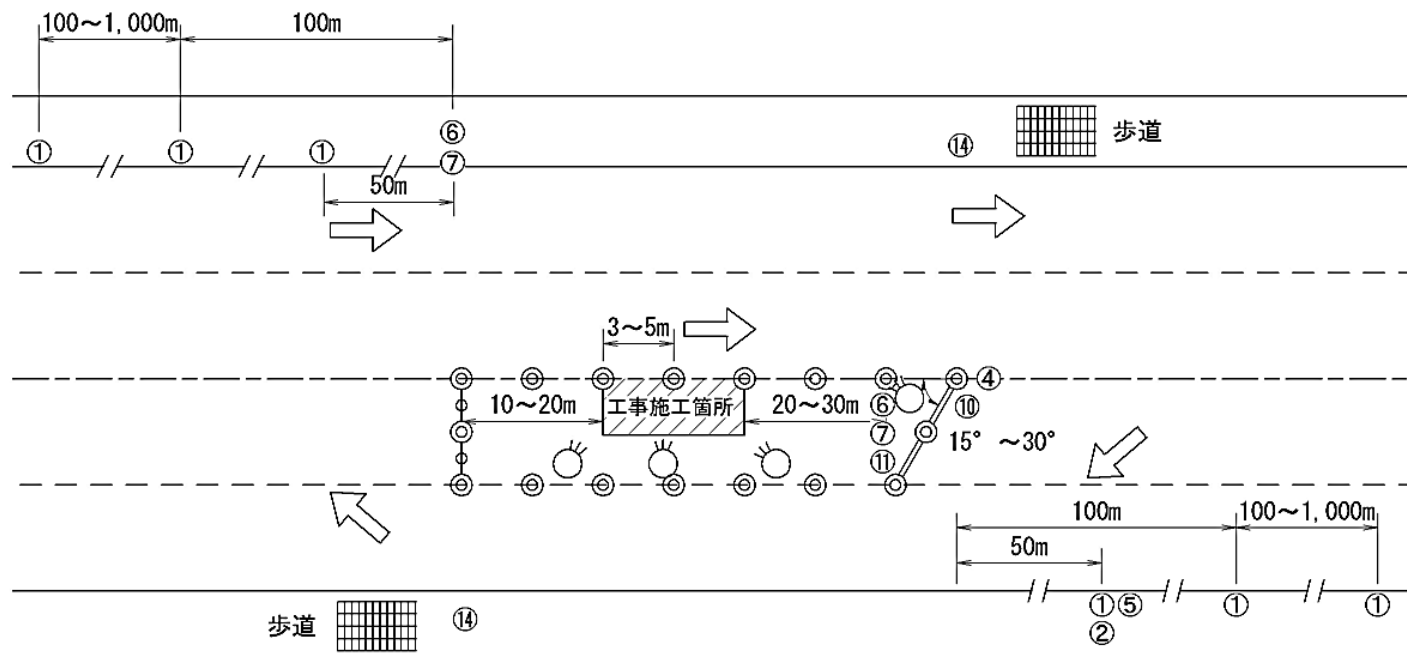 100～1,000m 100m
① ① ① ⑥ ⑭ 歩道
⑦
50m
3～5m
④
10～20m 工事施工箇所 20～30m ⑥ ⑩
⑦ 15° ～30°
⑪
100m 100～1,000m
50m
① ⑤ ① ①
②
歩道 ⑭